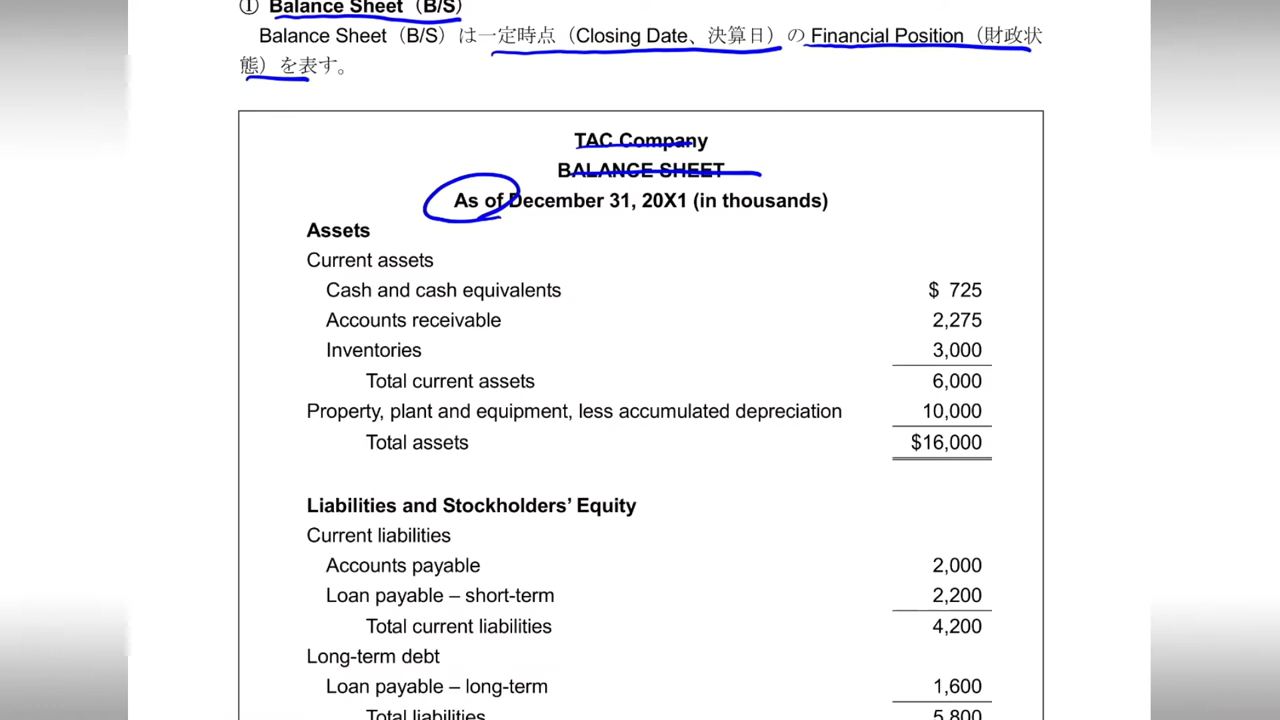 ① Balance Sheet（B/S）
Balance Sheet（B/S）は一定時点（Closing Date、決算日）の Financial Position（財政状
態）を表す。
TAC Company
BALANCE SHEET
As of December 31, 20X1 (in thousands)
Assets
Current assets
Cash and cash equivalents $ 725
Accounts receivable 2,275
Inventories 3,000
Total current assets 6,000
Property, plant and equipment, less accumulated depreciation 10,000
Total assets $16,000
Liabilities and Stockholders’ Equity
Current liabilities
Accounts payable 2,000
Loan payable – short-term 2,200
Total current liabilities 4,200
Long-term debt
Loan payable – long-term 1,600
Total liabilities 5,800